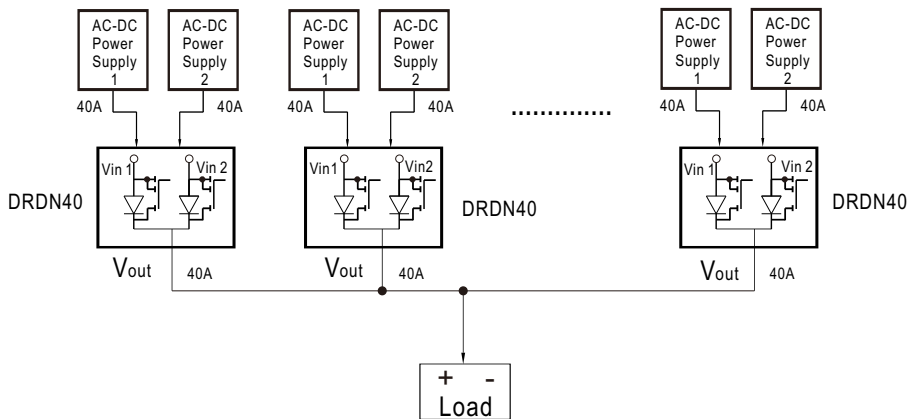 AC-DC
Power
Supply
1
AC-DC
Power
Supply
2
AC-DC
Power
Supply
1
AC-DC
Power
Supply
2
AC-DC
Power
Supply
1
AC-DC
Power
Supply
2
40A 40A 40A 40A 40A 40A
Vin 1 Vin 2 Vin1 Vin2 Vin 1 Vin 2
DRDN40 DRDN40 DRDN40
Vout 40A Vout 40A Vout 40A
+ -
Load